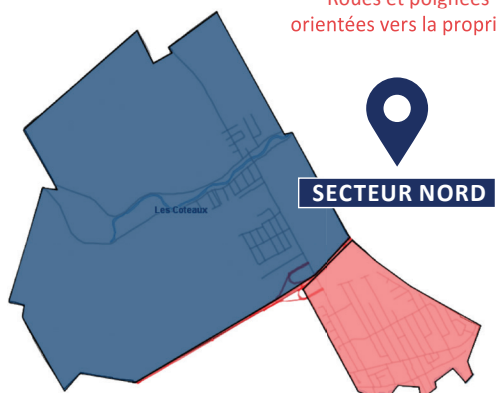 Roues et poignées
orientées vers la propri
SECTEUR NORD
Les Coteaux